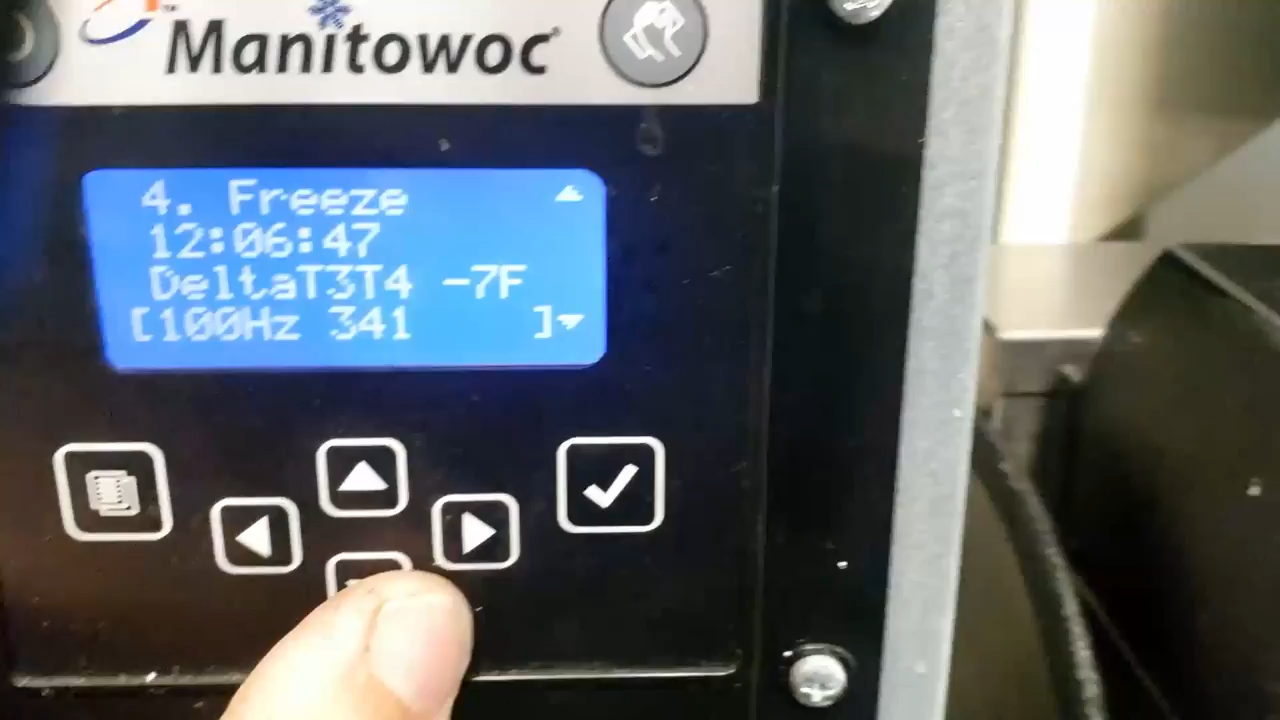 Manitowoc
4. Freeze
12:06:47
DeltaT3T4 -7F
[100Hz 341 ]